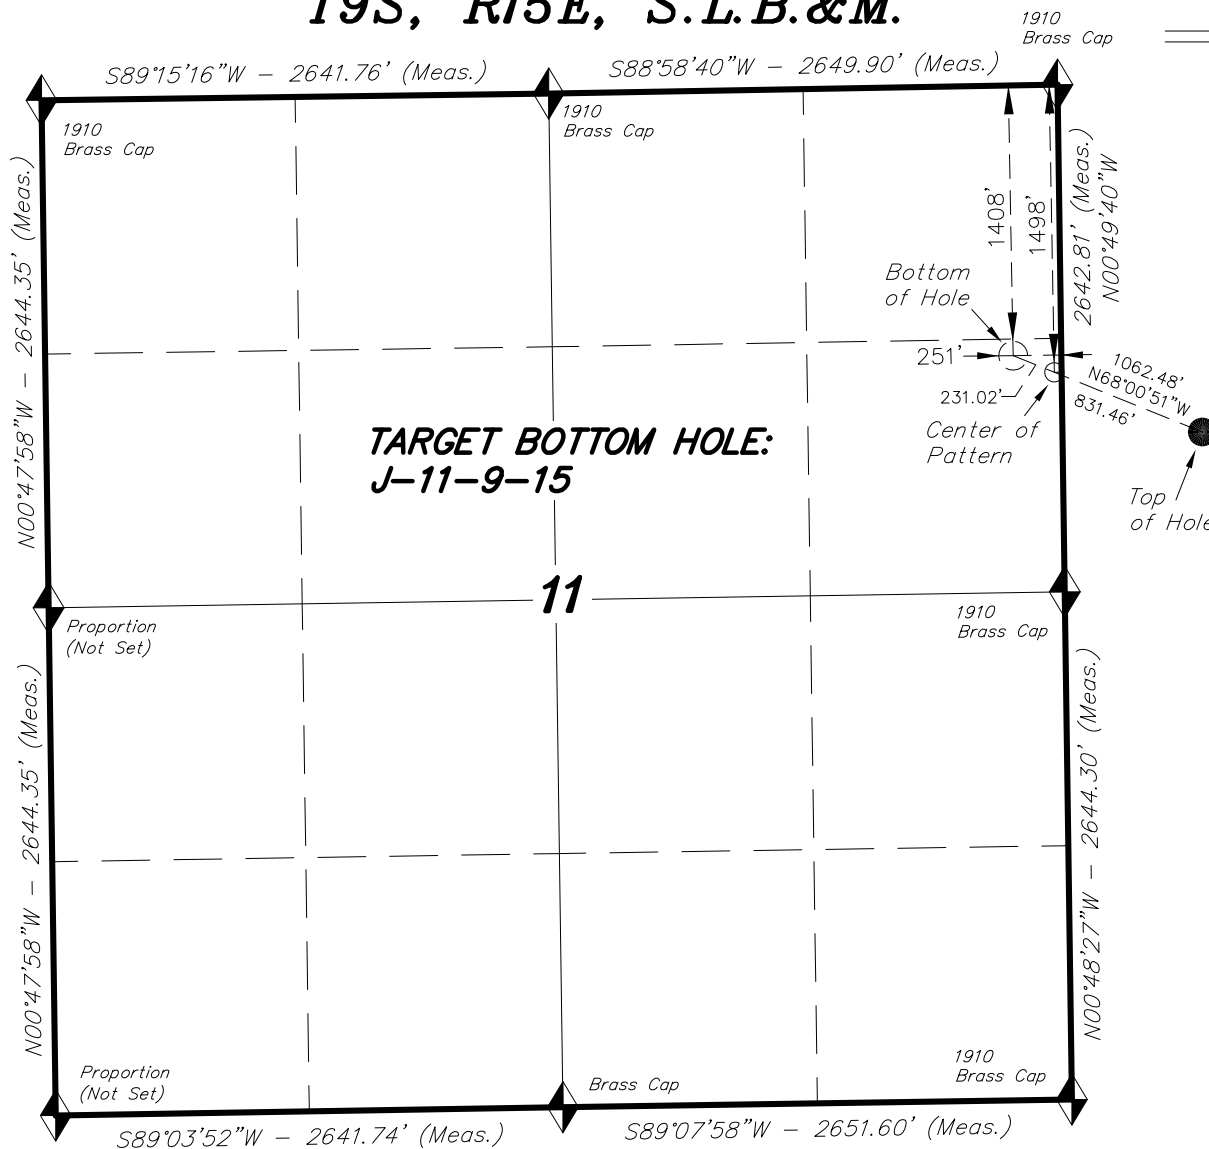 T9S, R15E, S.L.B.&M.
1910
Brass Cap
S89°15'16"W - 2641.76' (Meas.)
S88°58'40"W - 2649.90' (Meas.)
1910
Brass Cap
1910
Brass Cap
N00°47'58"W - 2644.35' (Meas.)
1408'
1498'
2642.81' (Meas.)
N00°49'40"W
Bottom
of Hole
251'
231.02'
1062.48'
N68°00'51"W
831.46'
Center of
Pattern
Top
of Hole
TARGET BOTTOM HOLE:
J-11-9-15
11
Proportion
(Not Set)
1910
Brass Cap
N00°47'58"W - 2644.35' (Meas.)
N00°48'27"W - 2644.30' (Meas.)
Proportion
(Not Set)
Brass Cap
1910
Brass Cap
S89°03'52"W - 2641.74' (Meas.)
S89°07'58"W - 2651.60' (Meas.)